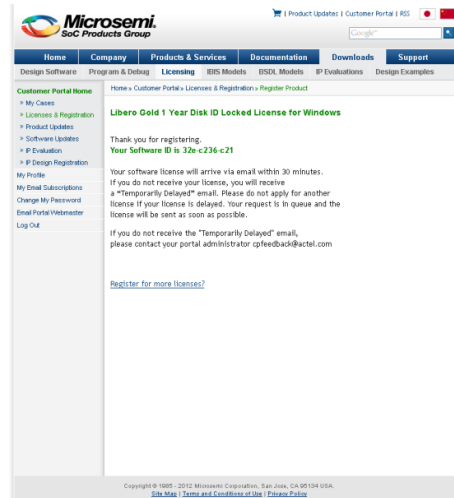 Microsemi.
SoC Products Group
| Product Updates | Customer Portal | RSS
Google
Home Company Products & Services Documentation Downloads Support
Design Software Program & Debug Licensing IBIS Models BSDL Models IP Evaluations Design Examples
Customer Portal Home
» My Cases
» Licenses & Registration
» Product Updates
» Software Updates
» IP Evaluation
» IP Design Registration
My Profile
My Email Subscriptions
Change My Password
Email Portal Webmaster
Log Out
Home » Customer Portal » Licenses & Registration » Register Product
Libero Gold 1 Year Disk ID Locked License for Windows
Thank you for registering.
Your Software ID is 32e-c236-c21
Your software license will arrive via email within 30 minutes.
If you do not receive your license, you will receive
a "Temporarily Delayed" email. Please do not apply for another
license if your license is delayed. Your request is in queue and the
license will be sent as soon as possible.
If you do not receive the "Temporarily Delayed" email,
please contact your portal administrator cpfeedback@actel.com
Register for more licenses?
Copyright © 1985 - 2012 Microsemi Corporation, San Jose, CA 95134 USA.
Site Map | Terms and Conditions of Use | Privacy Policy